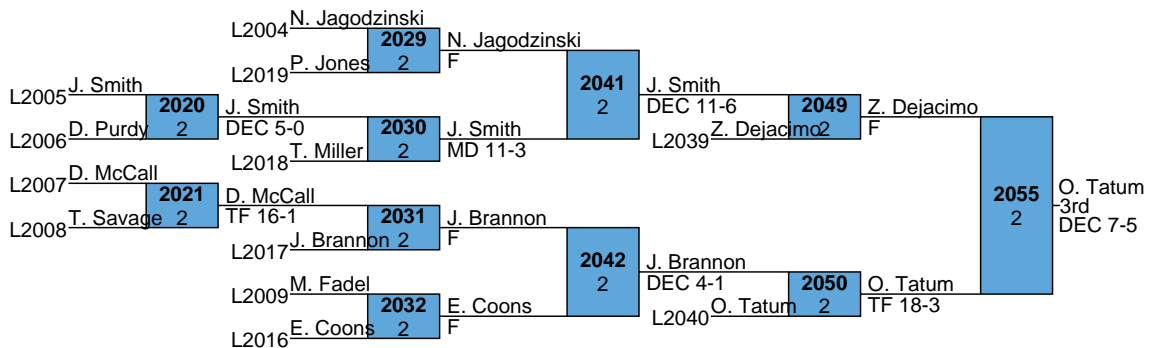 N. Jagodzinski
L2004
2029
2
N. Jagodzinski
F
P. Jones
L2019
2041
2
J. Smith
L2005
2020
2
J. Smith
DEC 5-0
D. Purdy
L2006
2030
2
J. Smith
MD 11-3
T. Miller
L2018
J. Smith
DEC 11-6
2049
2
Z. Dejacimo
L2039
Z. Dejacimo
F
D. McCall
L2007
2021
2
D. McCall
TF 16-1
T. Savage
L2008
2031
2
J. Brannon
F
J. Brannon
L2017
2042
2
M. Fadel
L2009
2032
2
E. Coons
F
E. Coons
L2016
J. Brannon
DEC 4-1
2050
2
O. Tatum
L2040
O. Tatum
TF 18-3
2055
2
O. Tatum
3rd
DEC 7-5